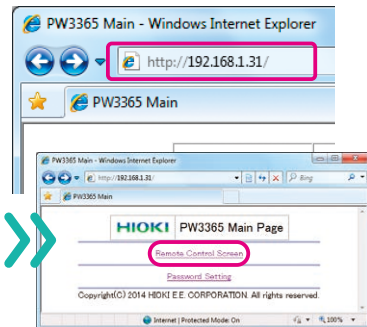 PW3365 Main - Windows Internet Explorer
http://192.168.1.31/
PW3365 Main
PW3365 Main - Windows Internet Explorer
http://192.168.1.31/
Bing
PW3365 Main
HIOKI PW3365 Main Page
Remote Control Screen
Password Setting
Copyright(C) 2014 HIOKI E.E. CORPORATION. All rights reserved.
Internet | Protected Mode: On
100%